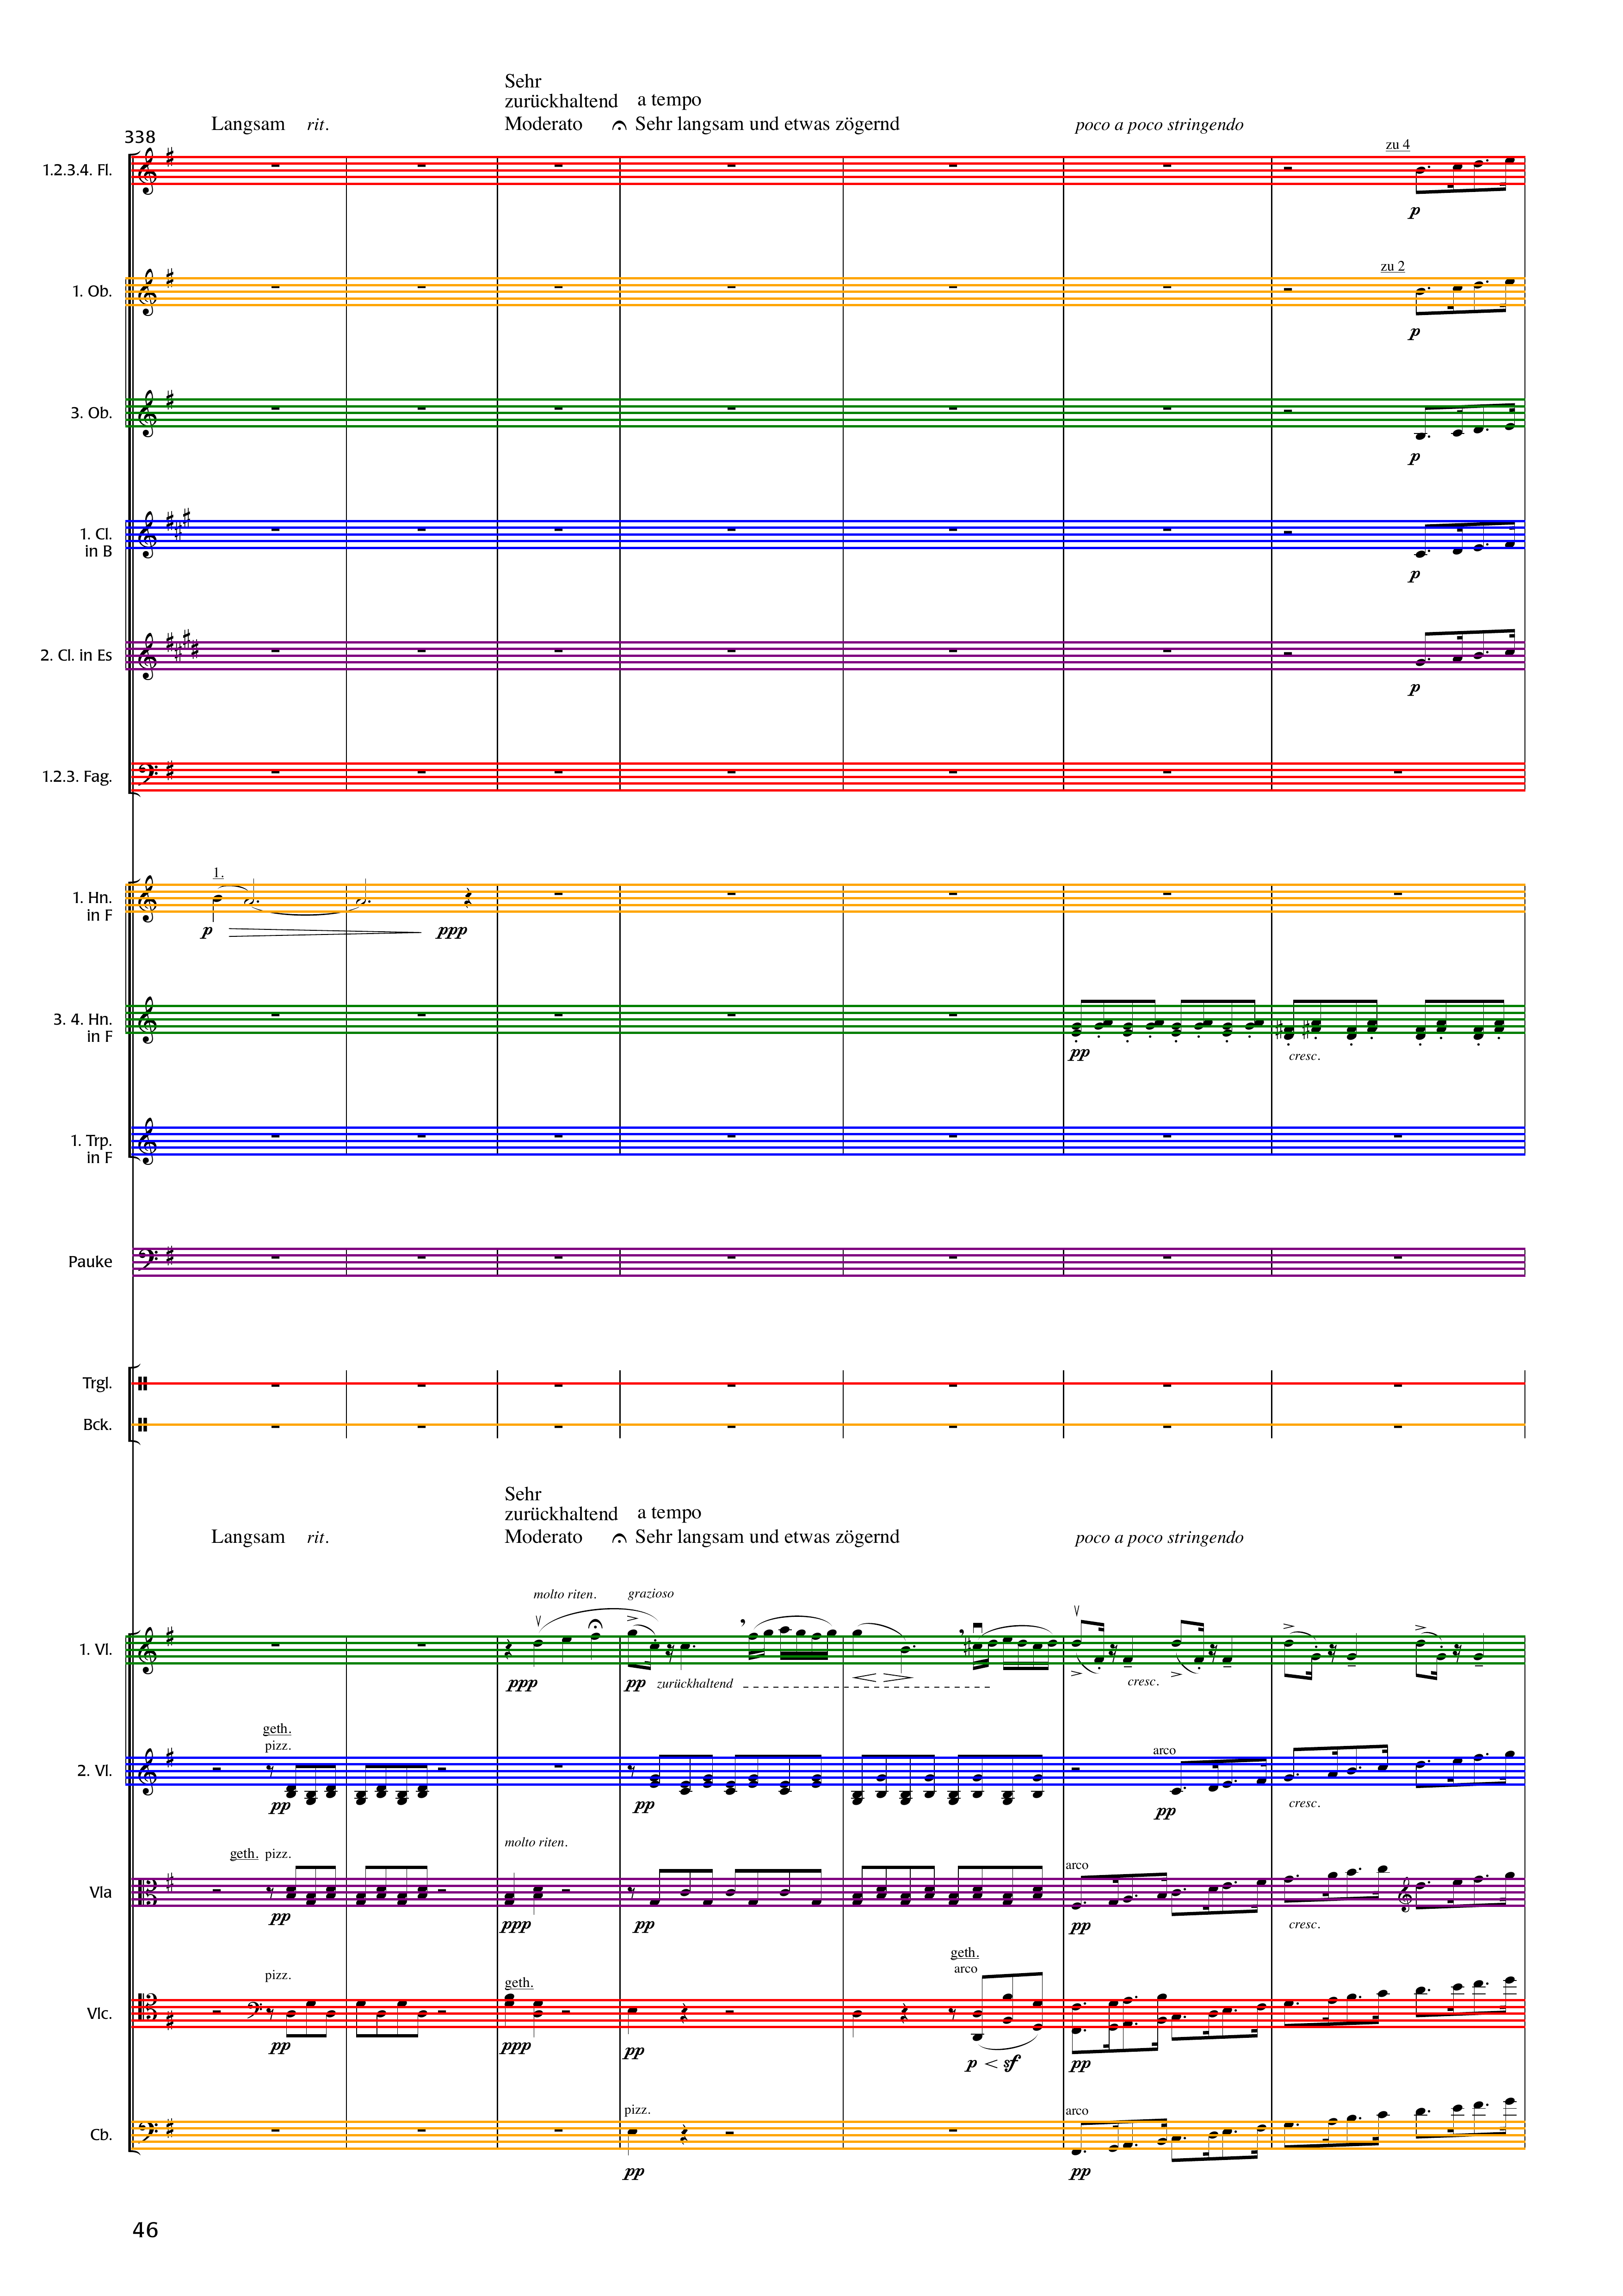 Sehr
zurückhaltend a tempo
Langsam rit. Moderato Sehr langsam und etwas zögernd poco a poco stringendo
338
zu 4
1.2.3.4. Fl.
p
zu 2
1. Ob.
p
3. Ob.
p
1. Cl.
in B
p
2. Cl. in Es
p
1.2.3. Fag.
1.
1. Hn.
in F
p ppp
3. 4. Hn.
in F
pp cresc.
1. Trp.
in F
Pauke
Trgl.
Bck.
Sehr
zurückhaltend a tempo
Langsam rit. Moderato Sehr langsam und etwas zögernd poco a poco stringendo
molto riten. grazioso
1. Vl.
ppp pp zurückhaltend cresc.
geth.
pizz. arco
2. Vl.
pp pp pp cresc.
molto riten.
geth. pizz. arco
Vla
pp ppp pp pp cresc.
geth.
pizz. geth. arco
Vlc.
pp ppp pp p sf pp
pizz. arco
Cb.
pp pp
46